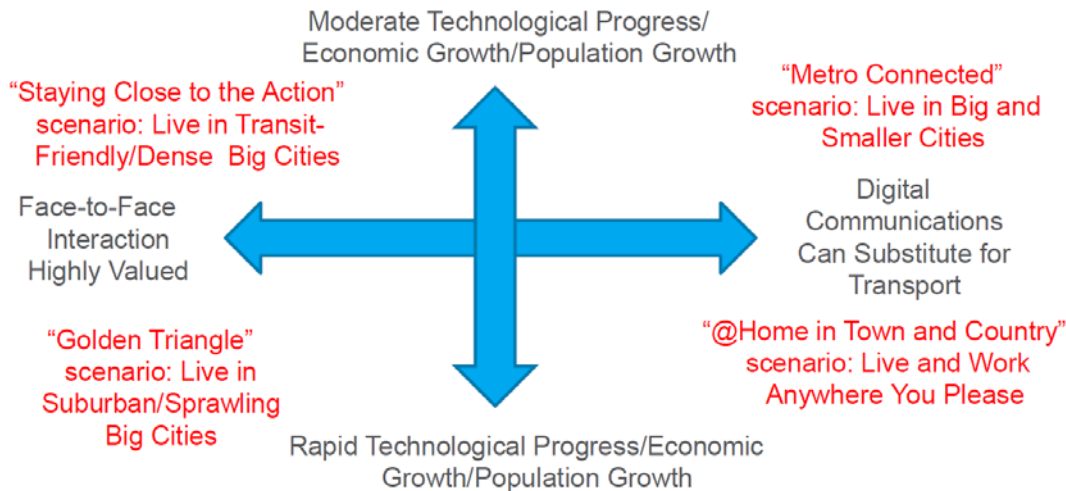 Moderate Technological Progress/
Economic Growth/Population Growth
“Staying Close to the Action”
scenario: Live in Transit-
Friendly/Dense Big Cities
“Metro Connected”
scenario: Live in Big and
Smaller Cities
Face-to-Face
Interaction
Highly Valued
Digital
Communications
Can Substitute for
Transport
“Golden Triangle”
scenario: Live in
Suburban/Sprawling
Big Cities
“@Home in Town and Country”
scenario: Live and Work
Anywhere You Please
Rapid Technological Progress/Economic
Growth/Population Growth